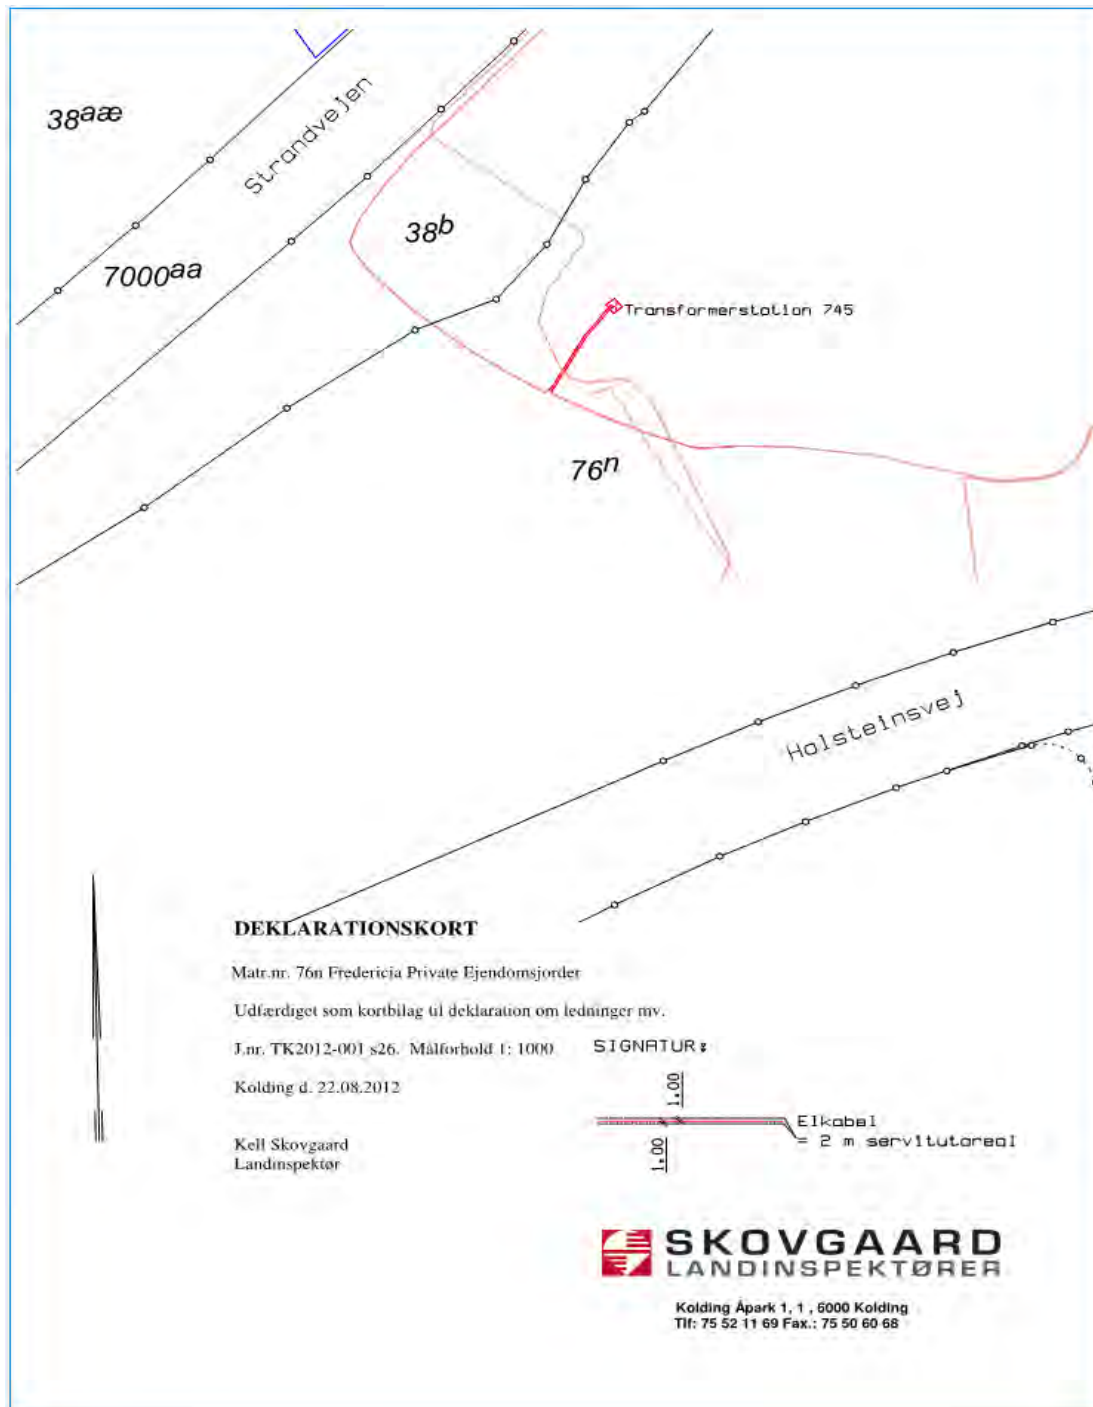 38aæ
Strandvejen
7000aa
38b
Transformerstation 745
76n
Holsteinsvej
DEKLARATIONSKORT
Matr.nr. 76n Fredericia Private Ejendomsjorder
Udfærdiget som kortbilag til deklaration om ledninger mv.
J.nr. TK2012-001 s26. Målforhold 1: 1000
SIGNATUR:
Kolding d. 22.08.2012
1.00
Elkabel
= 2 m servitutareal
1.00
Kell Skovgaard
Landinspektør
SKOVGAARD
LANDINSPEKTØRER
Kolding Åpark 1, 1 , 6000 Kolding
Tlf: 75 52 11 69 Fax.: 75 50 60 68